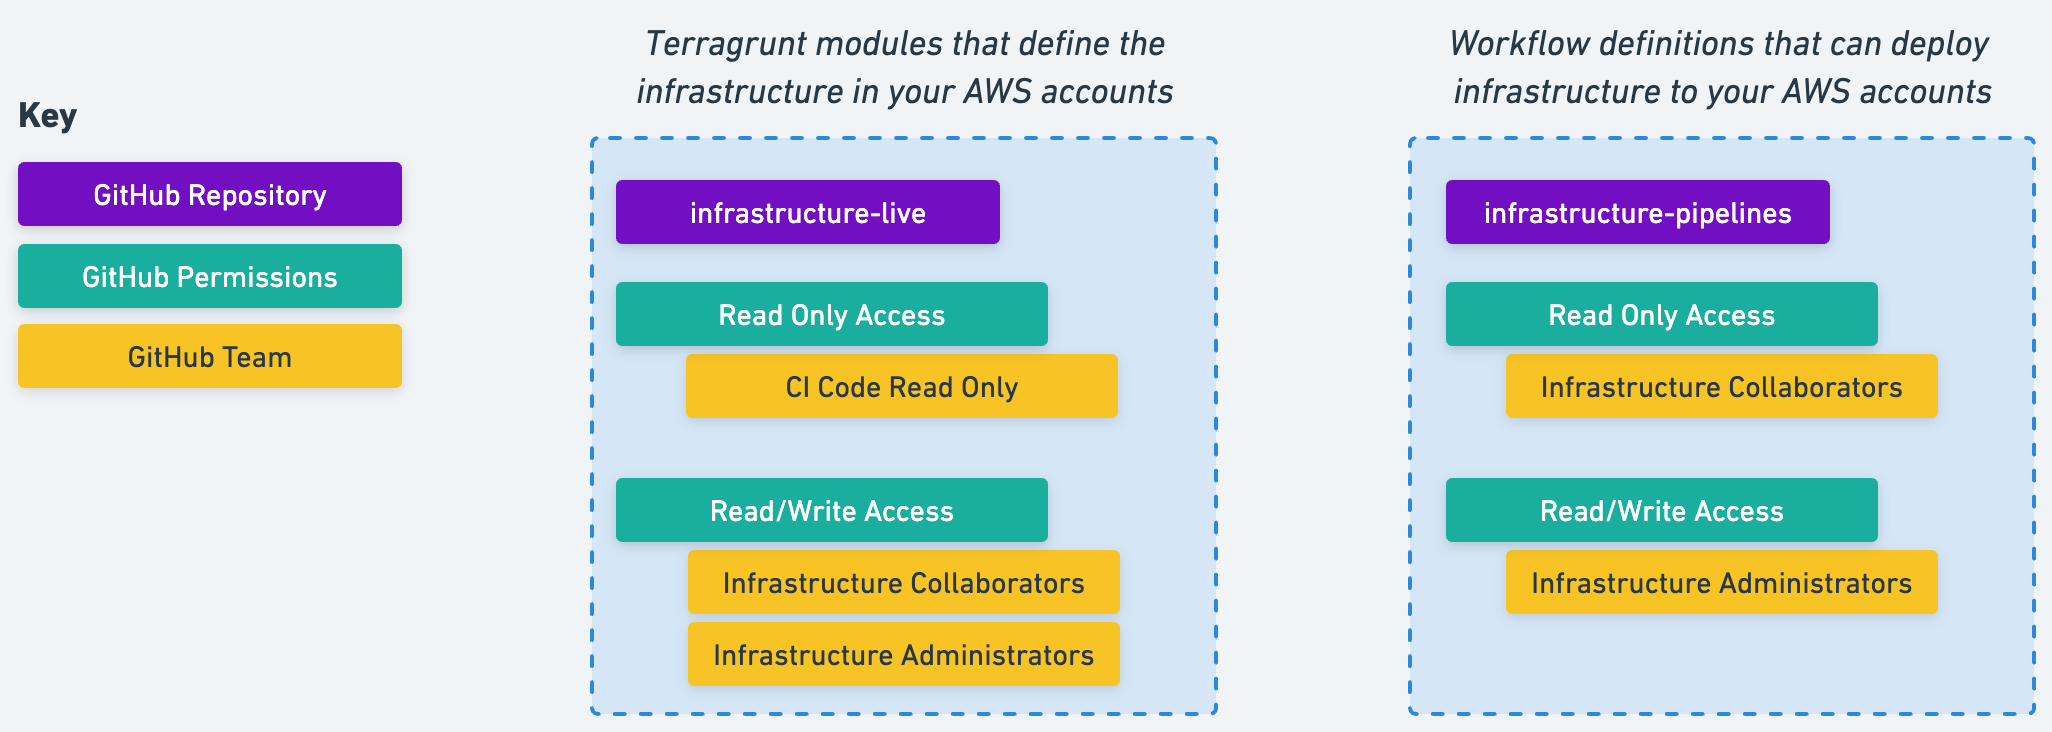 Key
GitHub Repository
GitHub Permissions
GitHub Team
Terragrunt modules that define the
infrastructure in your AWS accounts
infrastructure-live
Read Only Access
CI Code Read Only
Read/Write Access
Infrastructure Collaborators
Infrastructure Administrators
Workflow definitions that can deploy
infrastructure to your AWS accounts
infrastructure-pipelines
Read Only Access
Infrastructure Collaborators
Read/Write Access
Infrastructure Administrators